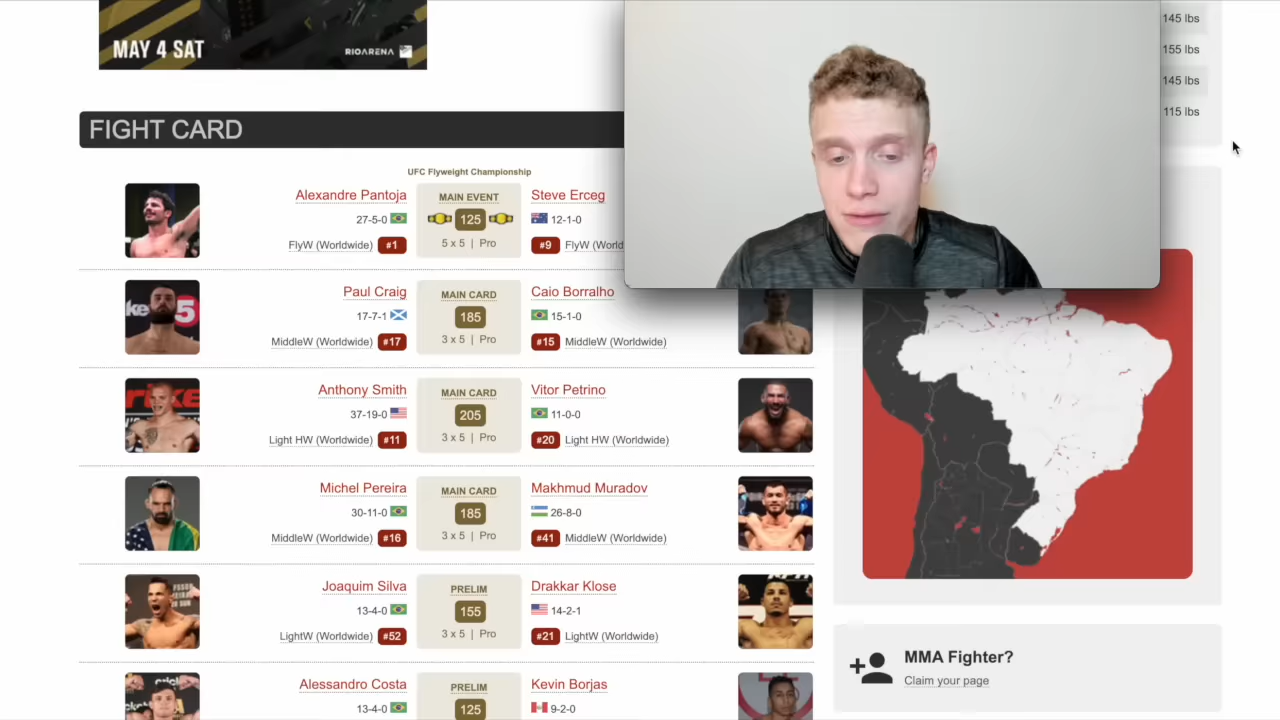 MAY 4 SAT
RIOARENA
145 lbs
155 lbs
145 lbs
115 lbs
FIGHT CARD
UFC Flyweight Championship
Alexandre Pantoja
MAIN EVENT
Steve Erceg
27-5-0
125
12-1-0
FlyW (Worldwide) #1
5 x 5 | Pro
#9 FlyW (World
Paul Craig
MAIN CARD
Caio Borralho
17-7-1
185
15-1-0
MiddleW (Worldwide) #17
3 x 5 | Pro
#15 MiddleW (Worldwide)
Anthony Smith
MAIN CARD
Vitor Petrino
37-19-0
205
11-0-0
Light HW (Worldwide) #11
3 x 5 | Pro
#20 Light HW (Worldwide)
Michel Pereira
MAIN CARD
Makhmud Muradov
30-11-0
185
26-8-0
MiddleW (Worldwide) #16
3 x 5 | Pro
#41 MiddleW (Worldwide)
Joaquim Silva
PRELIM
Drakkar Klose
13-4-0
155
14-2-1
LightW (Worldwide) #52
3 x 5 | Pro
#21 LightW (Worldwide)
Alessandro Costa
PRELIM
Kevin Borjas
13-4-0
125
9-2-0
MMA Fighter?
Claim your page